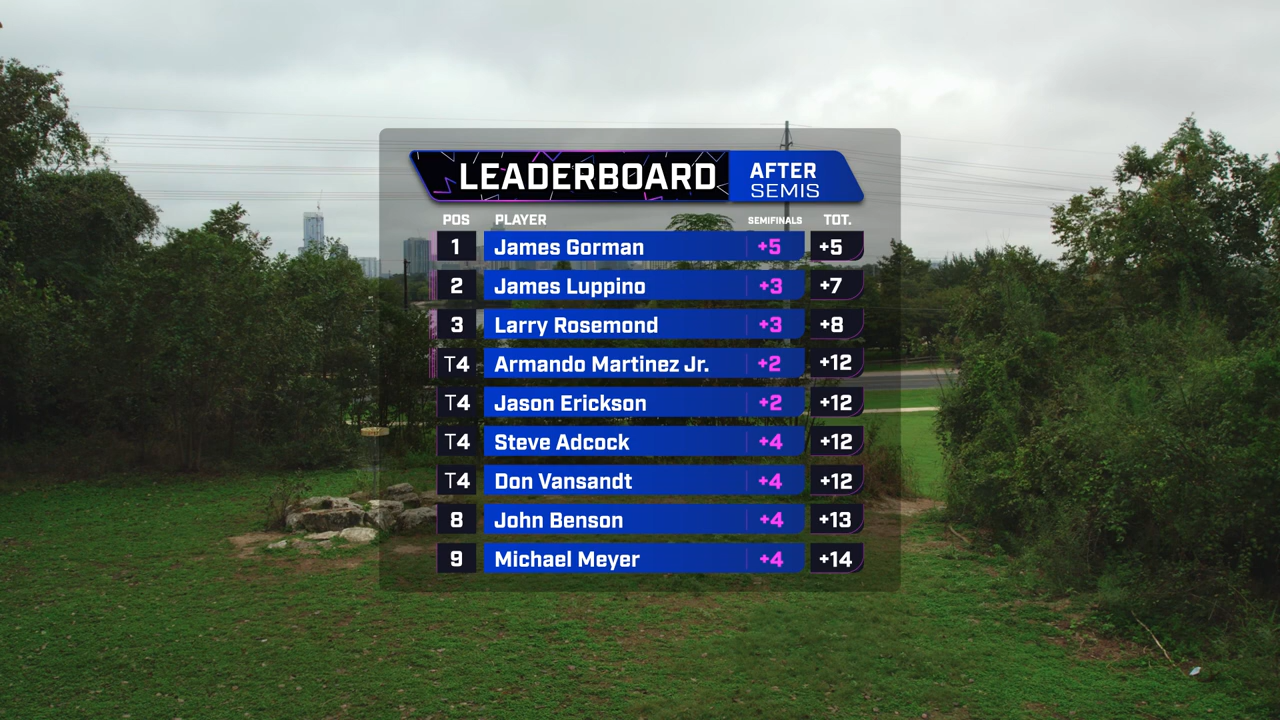 LEADERBOARD AFTER SEMIS
POS PLAYER SEMIFINALS TOT.
1 James Gorman +5 +5
2 James Luppino +3 +7
3 Larry Rosemond +3 +8
T4 Armando Martinez Jr. +2 +12
T4 Jason Erickson +2 +12
T4 Steve Adcock +4 +12
T4 Don Vansandt +4 +12
8 John Benson +4 +13
9 Michael Meyer +4 +14